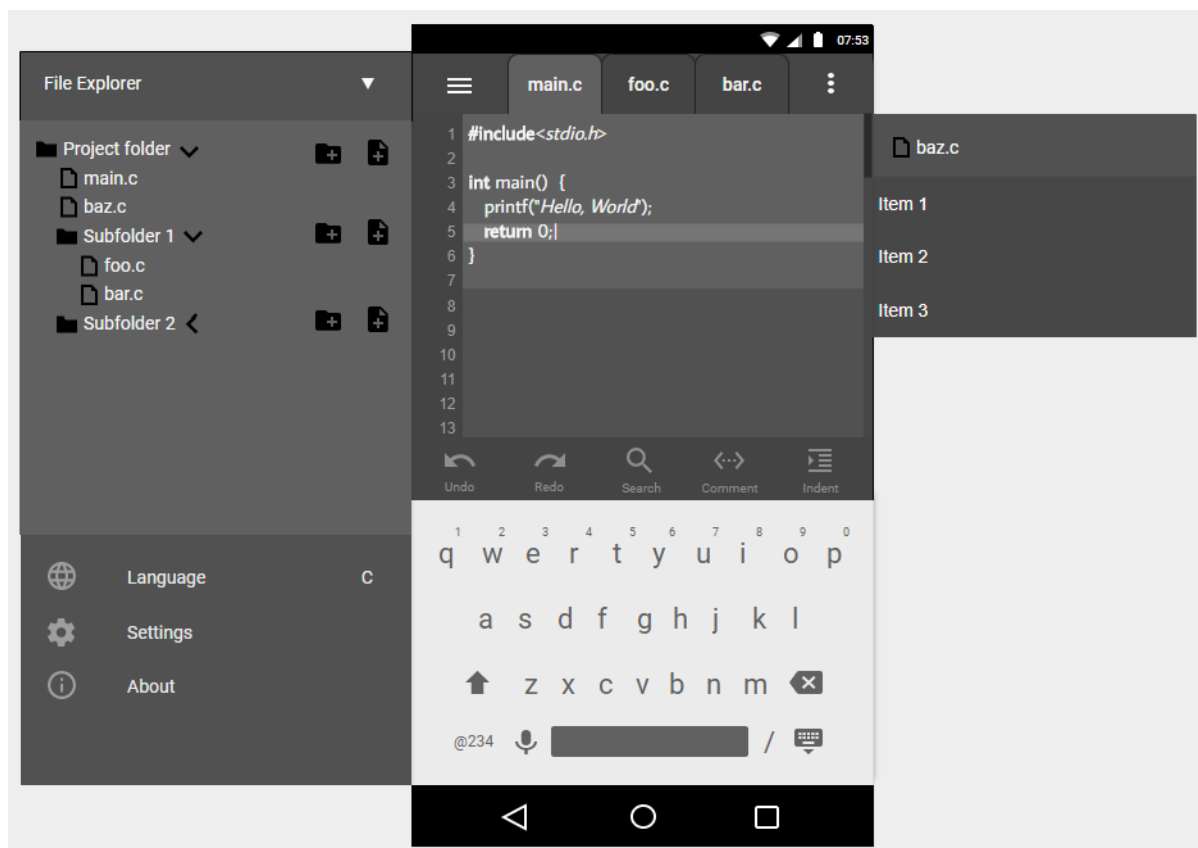 07:53
File Explorer
main.c foo.c bar.c
Project folder
main.c
baz.c
Subfolder 1
foo.c
bar.c
Subfolder 2
Language C
Settings
About
1 #include<stdio.h>
2
3 int main() {
4 printf("Hello, World");
5 return 0;
6 }
7
8
9
10
11
12
13
Undo Redo Search Comment Indent
1 2 3 4 5 6 7 8 9 0
q w e r t y u i o p
a s d f g h j k l
z x c v b n m
@234 /
baz.c
Item 1
Item 2
Item 3